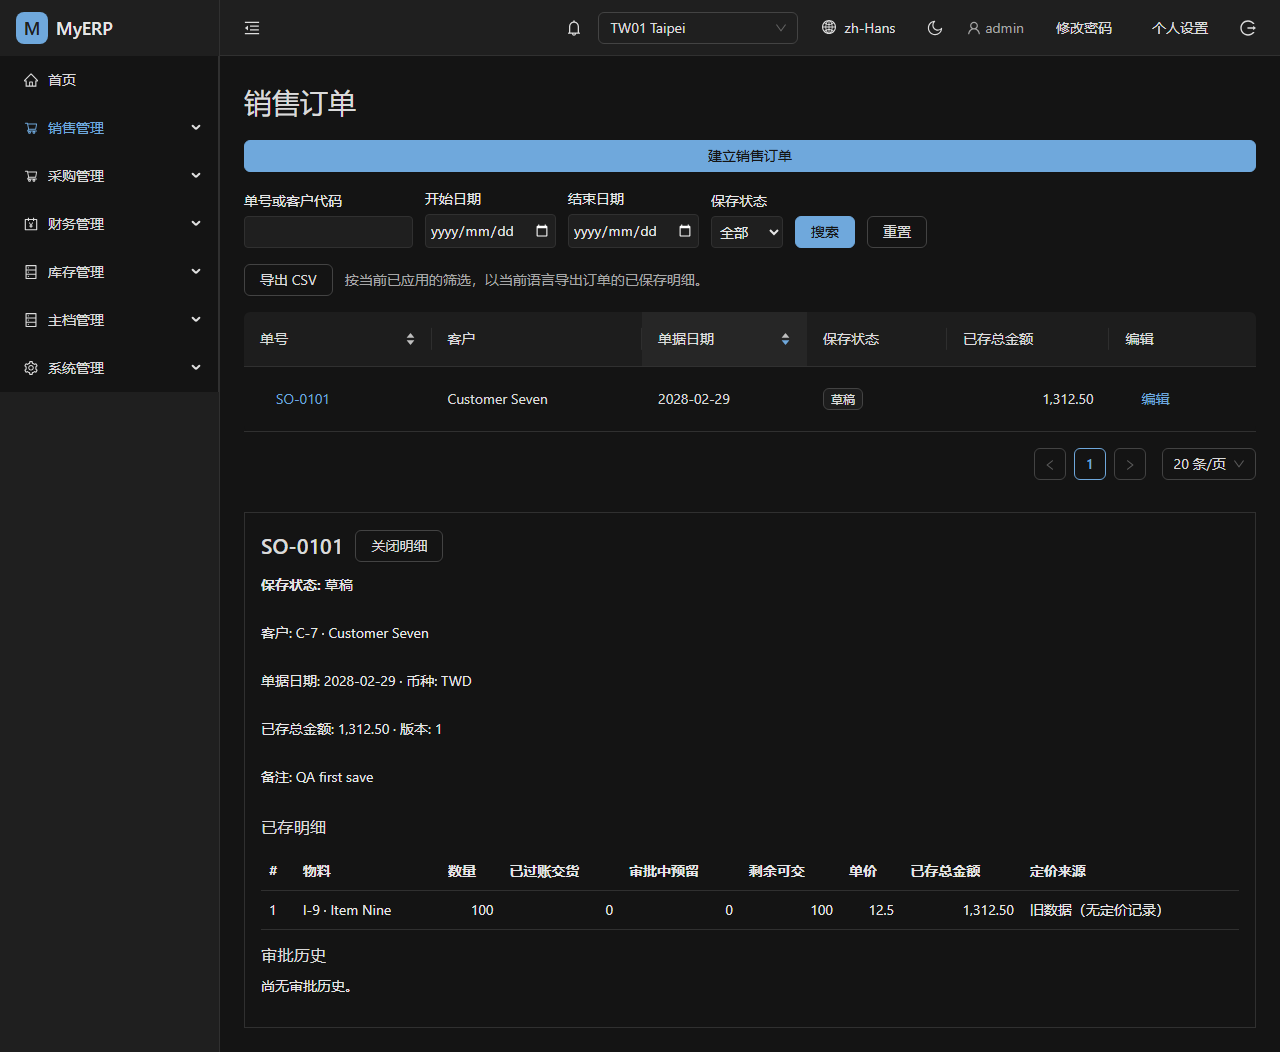 M MyERP
TW01 Taipei
zh-Hans
admin
修改密码
个人设置
首页
销售管理
采购管理
财务管理
库存管理
主档管理
系统管理
销售订单
建立销售订单
单号或客户代码
开始日期
结束日期
保存状态
yyyy/mm/dd
yyyy/mm/dd
全部
搜索
重置
导出 CSV
按当前已应用的筛选，以当前语言导出订单的已保存明细。
单号 客户 单据日期 保存状态 已存总金额 编辑
SO-0101 Customer Seven 2028-02-29 草稿 1,312.50 编辑
< 1 > 20 条/页
SO-0101 关闭明细
保存状态: 草稿
客户: C-7 · Customer Seven
单据日期: 2028-02-29 · 币种: TWD
已存总金额: 1,312.50 · 版本: 1
备注: QA first save
已存明细
# 物料 数量 已过账交货 审批中预留 剩余可交 单价 已存总金额 定价来源
1 I-9 · Item Nine 100 0 0 100 12.5 1,312.50 旧数据（无定价记录）
审批历史
尚无审批历史。